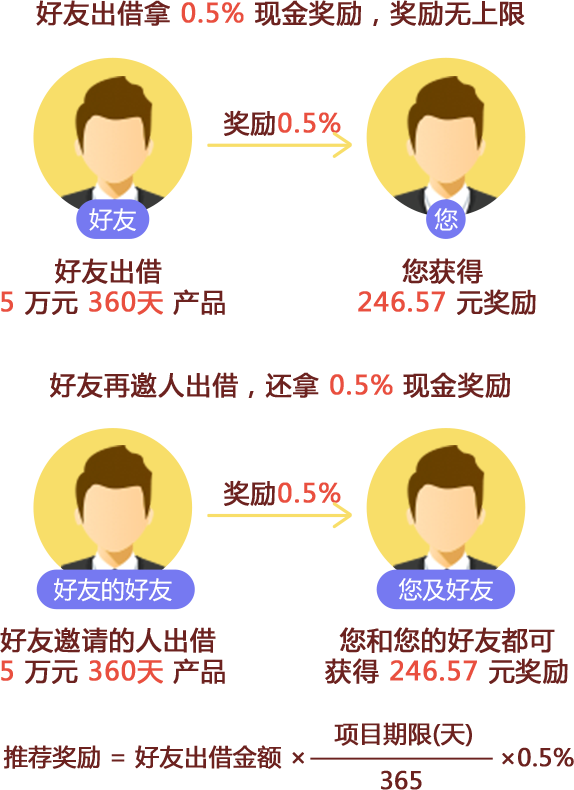 好友出借拿 0.5% 现金奖励，奖励无上限
奖励0.5%
好友
您
好友出借
5 万元 360天 产品
您获得
246.57 元奖励
好友再邀人出借，还拿 0.5% 现金奖励
奖励0.5%
好友的好友
您及好友
好友邀请的人出借
5 万元 360天 产品
您和您的好友都可
获得 246.57 元奖励
推荐奖励 = 好友出借金额 × 项目期限(天) / 365 ×0.5%